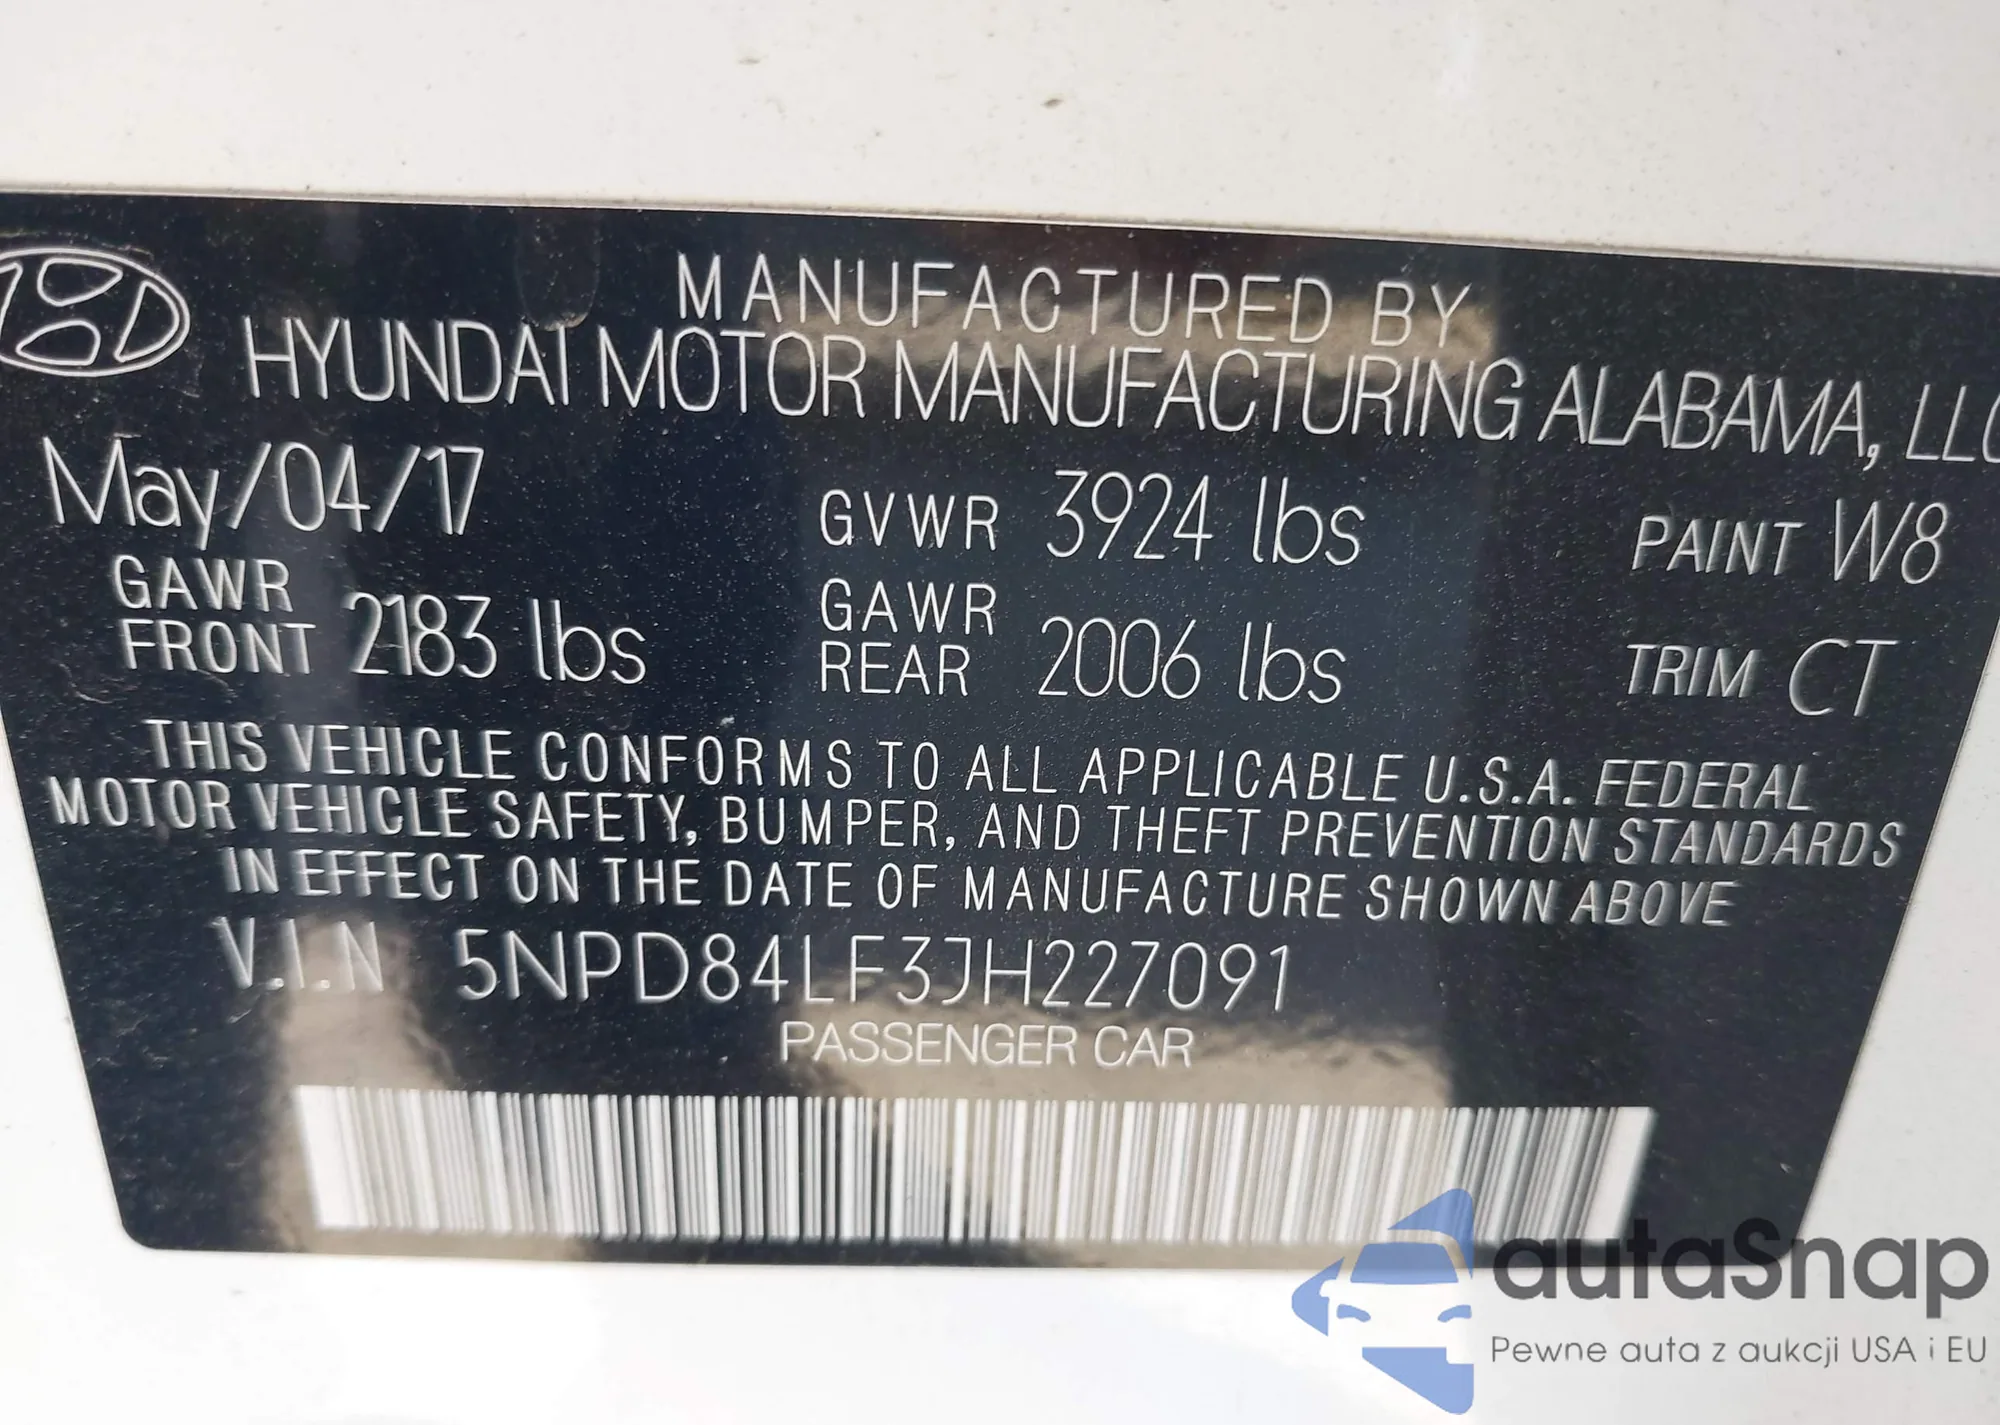 MANUFACTURED BY
HYUNDAI MOTOR MANUFACTURING ALABAMA, LLC
May/04/17 GVWR 3924 lbs PAINT W8
GAWR FRONT 2183 lbs GAWR REAR 2006 lbs TRIM CT
THIS VEHICLE CONFORMS TO ALL APPLICABLE U.S.A. FEDERAL
MOTOR VEHICLE SAFETY, BUMPER, AND THEFT PREVENTION STANDARDS
IN EFFECT ON THE DATE OF MANUFACTURE SHOWN ABOVE
V.I.N 5NPD84LF3JH227091
PASSENGER CAR
autaSnap
Pewne auta z aukcji USA i EU